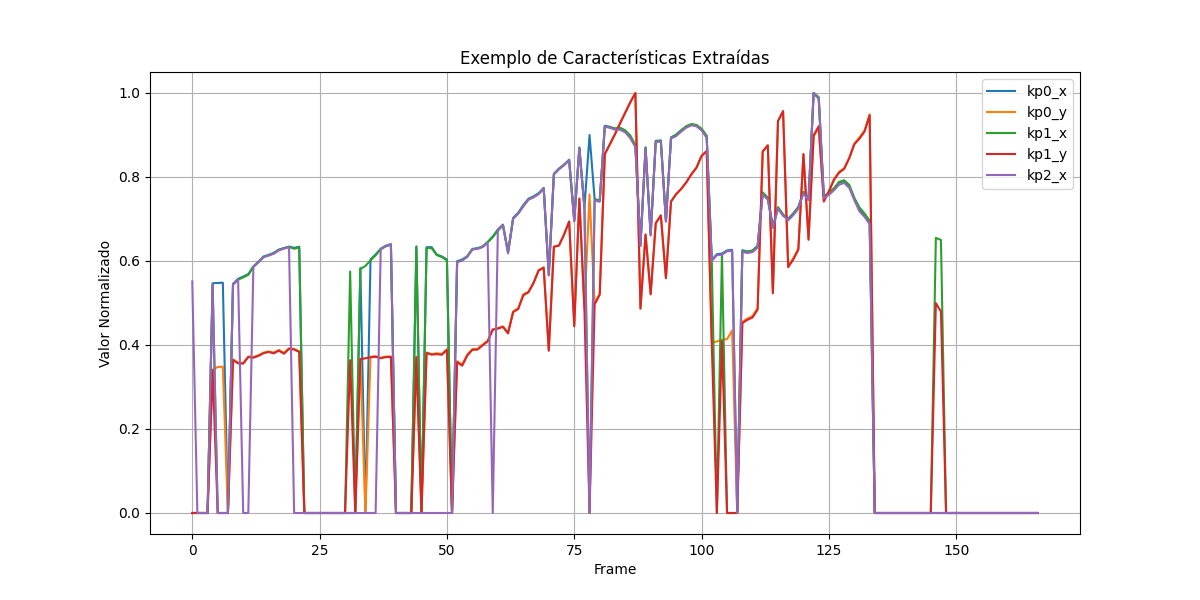 Exemplo de Características Extraídas
kp0_x
kp0_y
kp1_x
kp1_y
kp2_x
Valor Normalizado
1.0
0.8
0.6
0.4
0.2
0.0
0
25
50
75
100
125
150
Frame